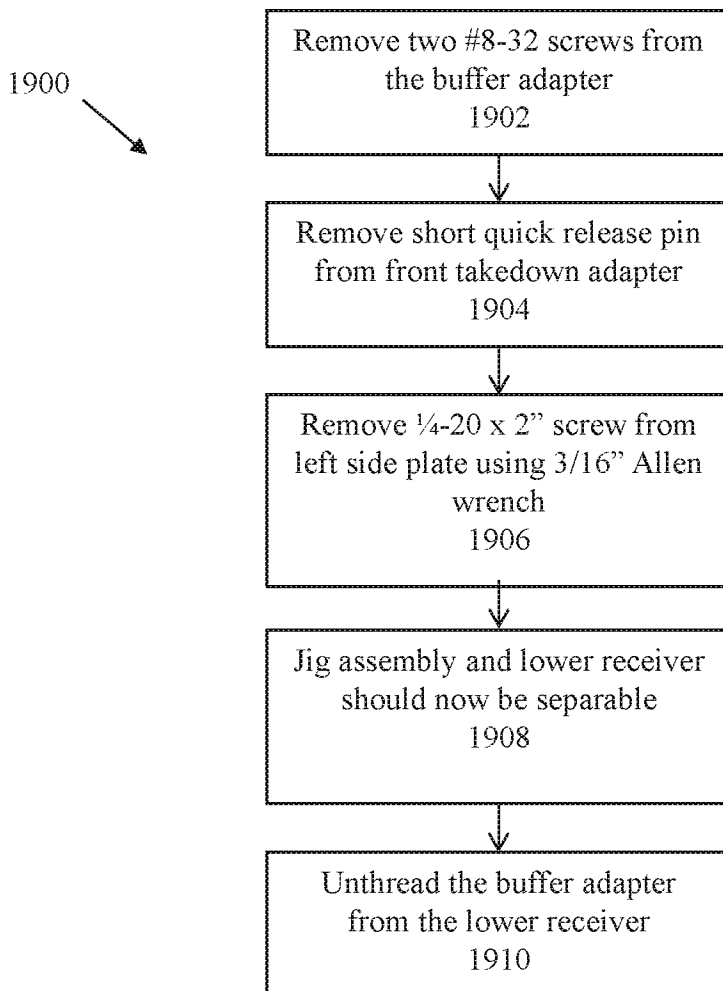 1900
Remove two #8-32 screws from
the buffer adapter
1902
Remove short quick release pin
from front takedown adapter
1904
Remove ¼-20 x 2” screw from
left side plate using 3/16” Allen
wrench
1906
Jig assembly and lower receiver
should now be separable
1908
Unthread the buffer adapter
from the lower receiver
1910